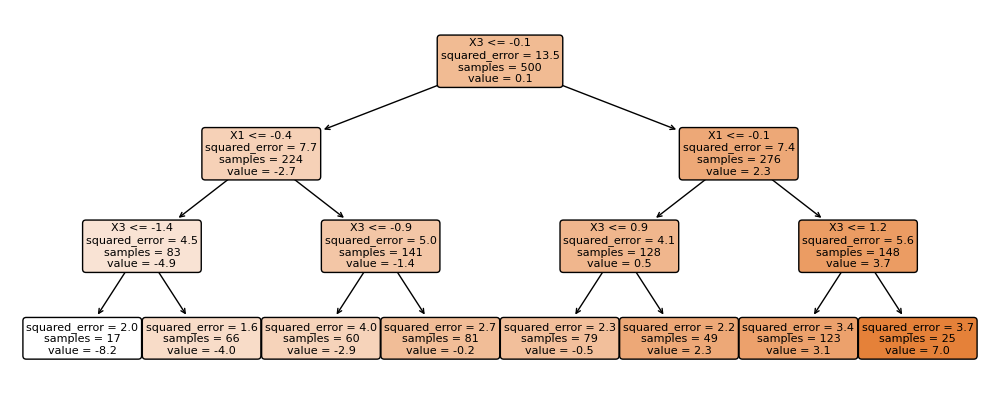 X3 <= -0.1
squared_error = 13.5
samples = 500
value = 0.1
X1 <= -0.4
squared_error = 7.7
samples = 224
value = -2.7
X1 <= -0.1
squared_error = 7.4
samples = 276
value = 2.3
X3 <= -1.4
squared_error = 4.5
samples = 83
value = -4.9
X3 <= -0.9
squared_error = 5.0
samples = 141
value = -1.4
X3 <= 0.9
squared_error = 4.1
samples = 128
value = 0.5
X3 <= 1.2
squared_error = 5.6
samples = 148
value = 3.7
squared_error = 2.0
samples = 17
value = -8.2
squared_error = 1.6
samples = 66
value = -4.0
squared_error = 4.0
samples = 60
value = -2.9
squared_error = 2.7
samples = 81
value = -0.2
squared_error = 2.3
samples = 79
value = -0.5
squared_error = 2.2
samples = 49
value = 2.3
squared_error = 3.4
samples = 123
value = 3.1
squared_error = 3.7
samples = 25
value = 7.0